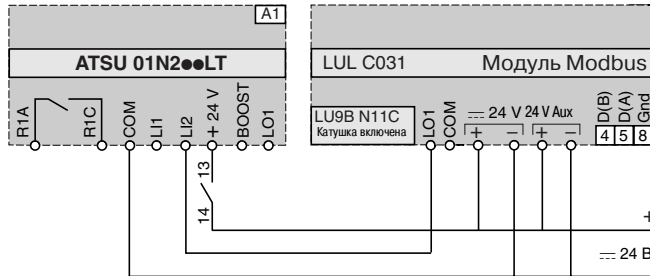 A1
ATSU 01N2●●LT
R1A
R1C
COM
LI1
LI2
+ 24 V
BOOST
LO1
13
14
LUL C031
Модуль Modbus
LU9B N11C
Катушка включена
LO1
COM
24 V
24 V Aux
+
−
+
−
D(B)
D(A)
Gnd
4
5
8
+
24 В